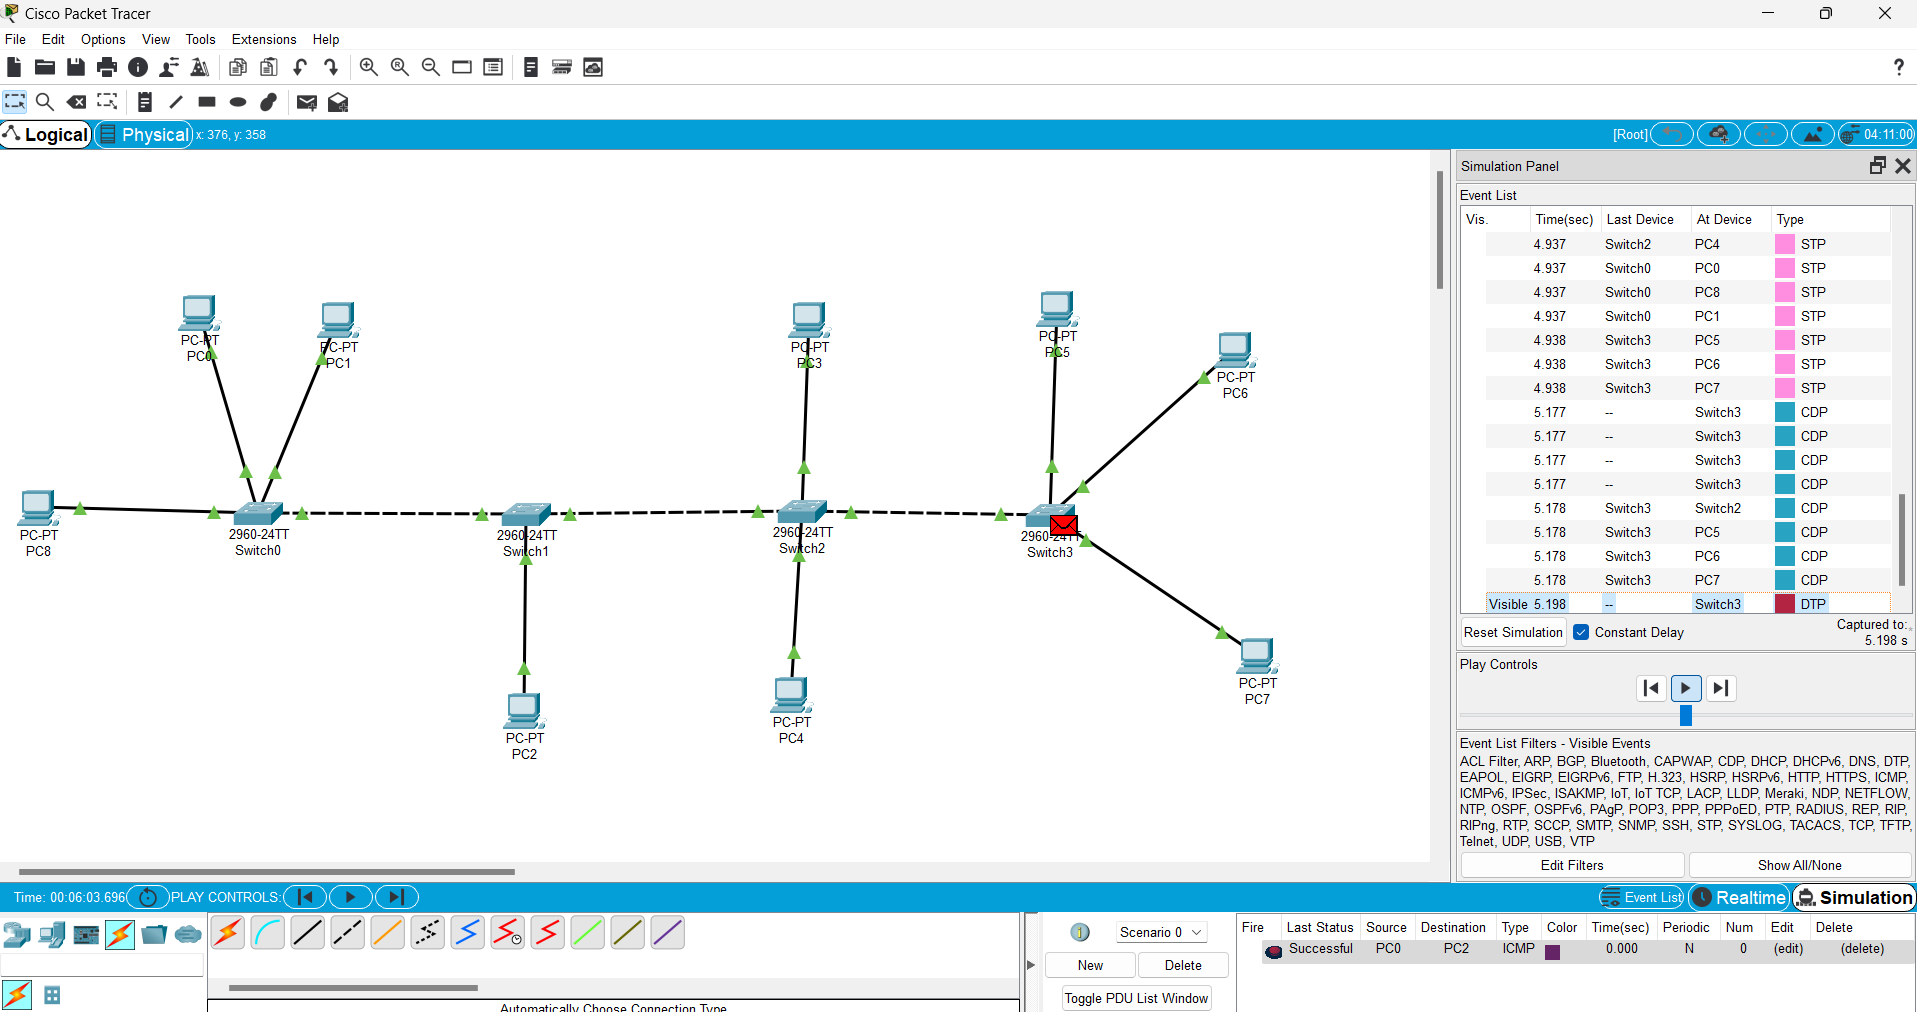 Cisco Packet Tracer
File Edit Options View Tools Extensions Help
Logical Physical x: 376, y: 358 [Root] 04:11:00
Simulation Panel
Event List
Vis. Time(sec) Last Device At Device Type
4.937 Switch2 PC4 STP
4.937 Switch0 PC0 STP
4.937 Switch0 PC8 STP
4.937 Switch0 PC1 STP
4.938 Switch3 PC5 STP
4.938 Switch3 PC6 STP
4.938 Switch3 PC7 STP
5.177 -- Switch3 CDP
5.177 -- Switch3 CDP
5.177 -- Switch3 CDP
5.177 -- Switch3 CDP
5.178 Switch3 Switch2 CDP
5.178 Switch3 PC5 CDP
5.178 Switch3 PC6 CDP
5.178 Switch3 PC7 CDP
Visible 5.198 -- Switch3 DTP
Reset Simulation Constant Delay Captured to:
5.198 s
Play Controls
Event List Filters - Visible Events
ACL Filter, ARP, BGP, Bluetooth, CAPWAP, CDP, DHCP, DHCPv6, DNS, DTP,
EAPOL, EIGRP, EIGRPv6, FTP, H.323, HSRP, HSRPv6, HTTP, HTTPS, ICMP,
ICMPv6, IPSec, ISAKMP, IoT, IoT TCP, LACP, LLDP, Meraki, NDP, NETFLOW,
NTP, OSPF, OSPFv6, PAgP, POP3, PPP, PPPoED, PTP, RADIUS, REP, RIP,
RIPng, RTP, SCCP, SMTP, SNMP, SSH, STP, SYSLOG, TACACS, TCP, TFTP,
Telnet, UDP, USB, VTP
Edit Filters Show All/None
PC-PT
PC0
PC-PT
PC1
PC-PT
PC3
PC-PT
PC5
PC-PT
PC6
PC-PT
PC8
2960-24TT
Switch0
2960-24TT
Switch1
2960-24TT
Switch2
2960-24TT
Switch3
PC-PT
PC2
PC-PT
PC4
PC-PT
PC7
Time: 00:06:03.696 PLAY CONTROLS: Event List Realtime Simulation
Scenario 0
New Delete
Toggle PDU List Window
Fire Last Status Source Destination Type Color Time(sec) Periodic Num Edit Delete
Successful PC0 PC2 ICMP 0.000 N 0 (edit) (delete)
Automatically Choose Connection Type